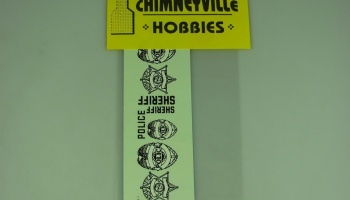 CHIMNEYVILLE
HOBBIES
SHERIFF
SHERIFF
POLICE